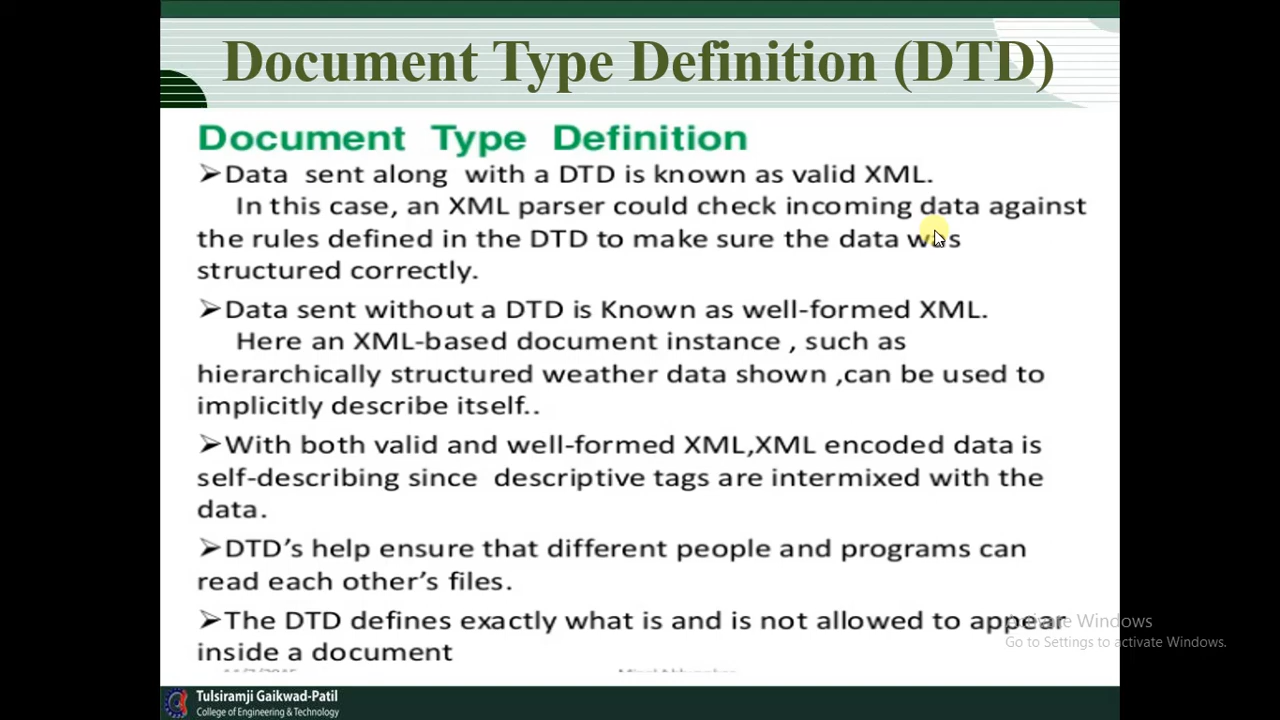 Document Type Definition (DTD)
Document Type Definition
➢Data sent along with a DTD is known as valid XML.
In this case, an XML parser could check incoming data against
the rules defined in the DTD to make sure the data was
structured correctly.
➢Data sent without a DTD is Known as well-formed XML.
Here an XML-based document instance , such as
hierarchically structured weather data shown ,can be used to
implicitly describe itself..
➢With both valid and well-formed XML,XML encoded data is
self-describing since descriptive tags are intermixed with the
data.
➢DTD’s help ensure that different people and programs can
read each other’s files.
➢The DTD defines exactly what is and is not allowed to appear
inside a document
Activate Windows
Go to Settings to activate Windows.
Tulsiramji Gaikwad-Patil
College of Engineering & Technology